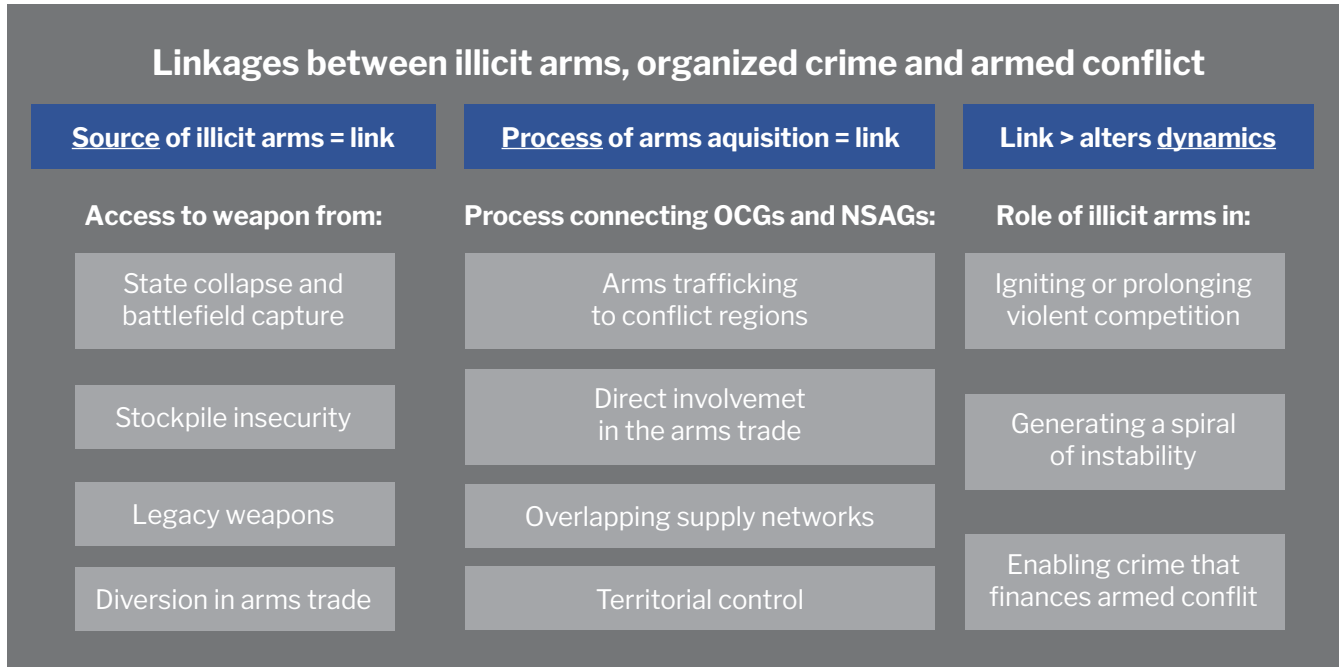 Linkages between illicit arms, organized crime and armed conflict
Source of illicit arms = link
Access to weapon from:
State collapse and
battlefield capture
Stockpile insecurity
Legacy weapons
Diversion in arms trade
Process of arms aquisition = link
Process connecting OCGs and NSAGs:
Arms trafficking
to conflict regions
Direct involvemet
in the arms trade
Overlapping supply networks
Territorial control
Link > alters dynamics
Role of illicit arms in:
Igniting or prolonging
violent competition
Generating a spiral
of instability
Enabling crime that
finances armed conflit